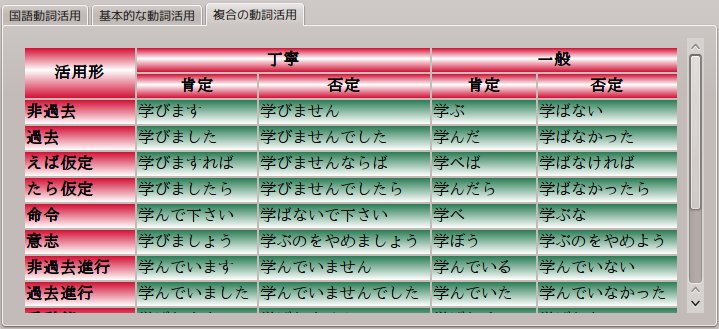 国語動詞活用 基本的な動詞活用 複合の動詞活用
活用形 丁寧 一般
肯定 否定 肯定 否定
非過去 学びます 学びません 学ぶ 学ばない
過去 学びました 学びませんでした 学んだ 学ばなかった
えば仮定 学びますれば 学びませんならば 学べば 学ばなければ
たら仮定 学びましたら 学びませんでしたら 学んだら 学ばなかったら
命令 学んで下さい 学ばないで下さい 学べ 学ぶな
意志 学びましょう 学ぶのをやめましょう 学ぼう 学ぶのをやめよう
非過去進行 学んでいます 学んでいません 学んでいる 学んでいない
過去進行 学んでいました 学んでいませんでした 学んでいた 学んでいなかった